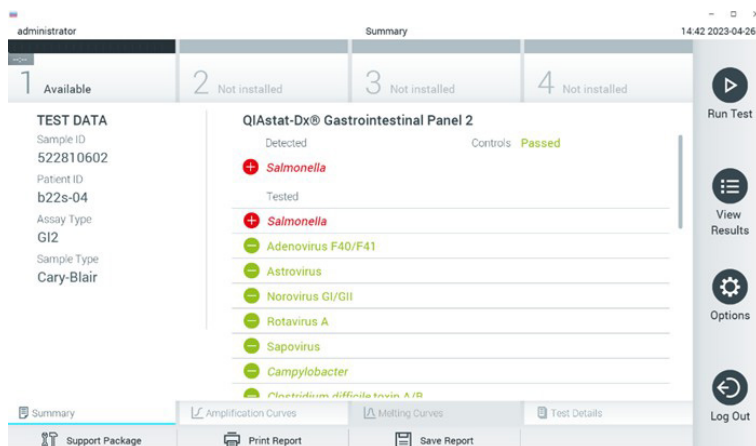 administrator Summary 14:42 2023-04-26
1 Available 2 Not installed 3 Not installed 4 Not installed
Run Test
View Results
Options
Log Out
TEST DATA
Sample ID
522810602
Patient ID
b22s-04
Assay Type
GI2
Sample Type
Cary-Blair
QIAstat-Dx® Gastrointestinal Panel 2
Detected Controls Passed
Salmonella
Tested
Salmonella
Adenovirus F40/F41
Astrovirus
Norovirus GI/GII
Rotavirus A
Sapovirus
Campylobacter
Clostridium difficile toxin A/B
Summary Amplification Curves Melting Curves Test Details
Support Package Print Report Save Report